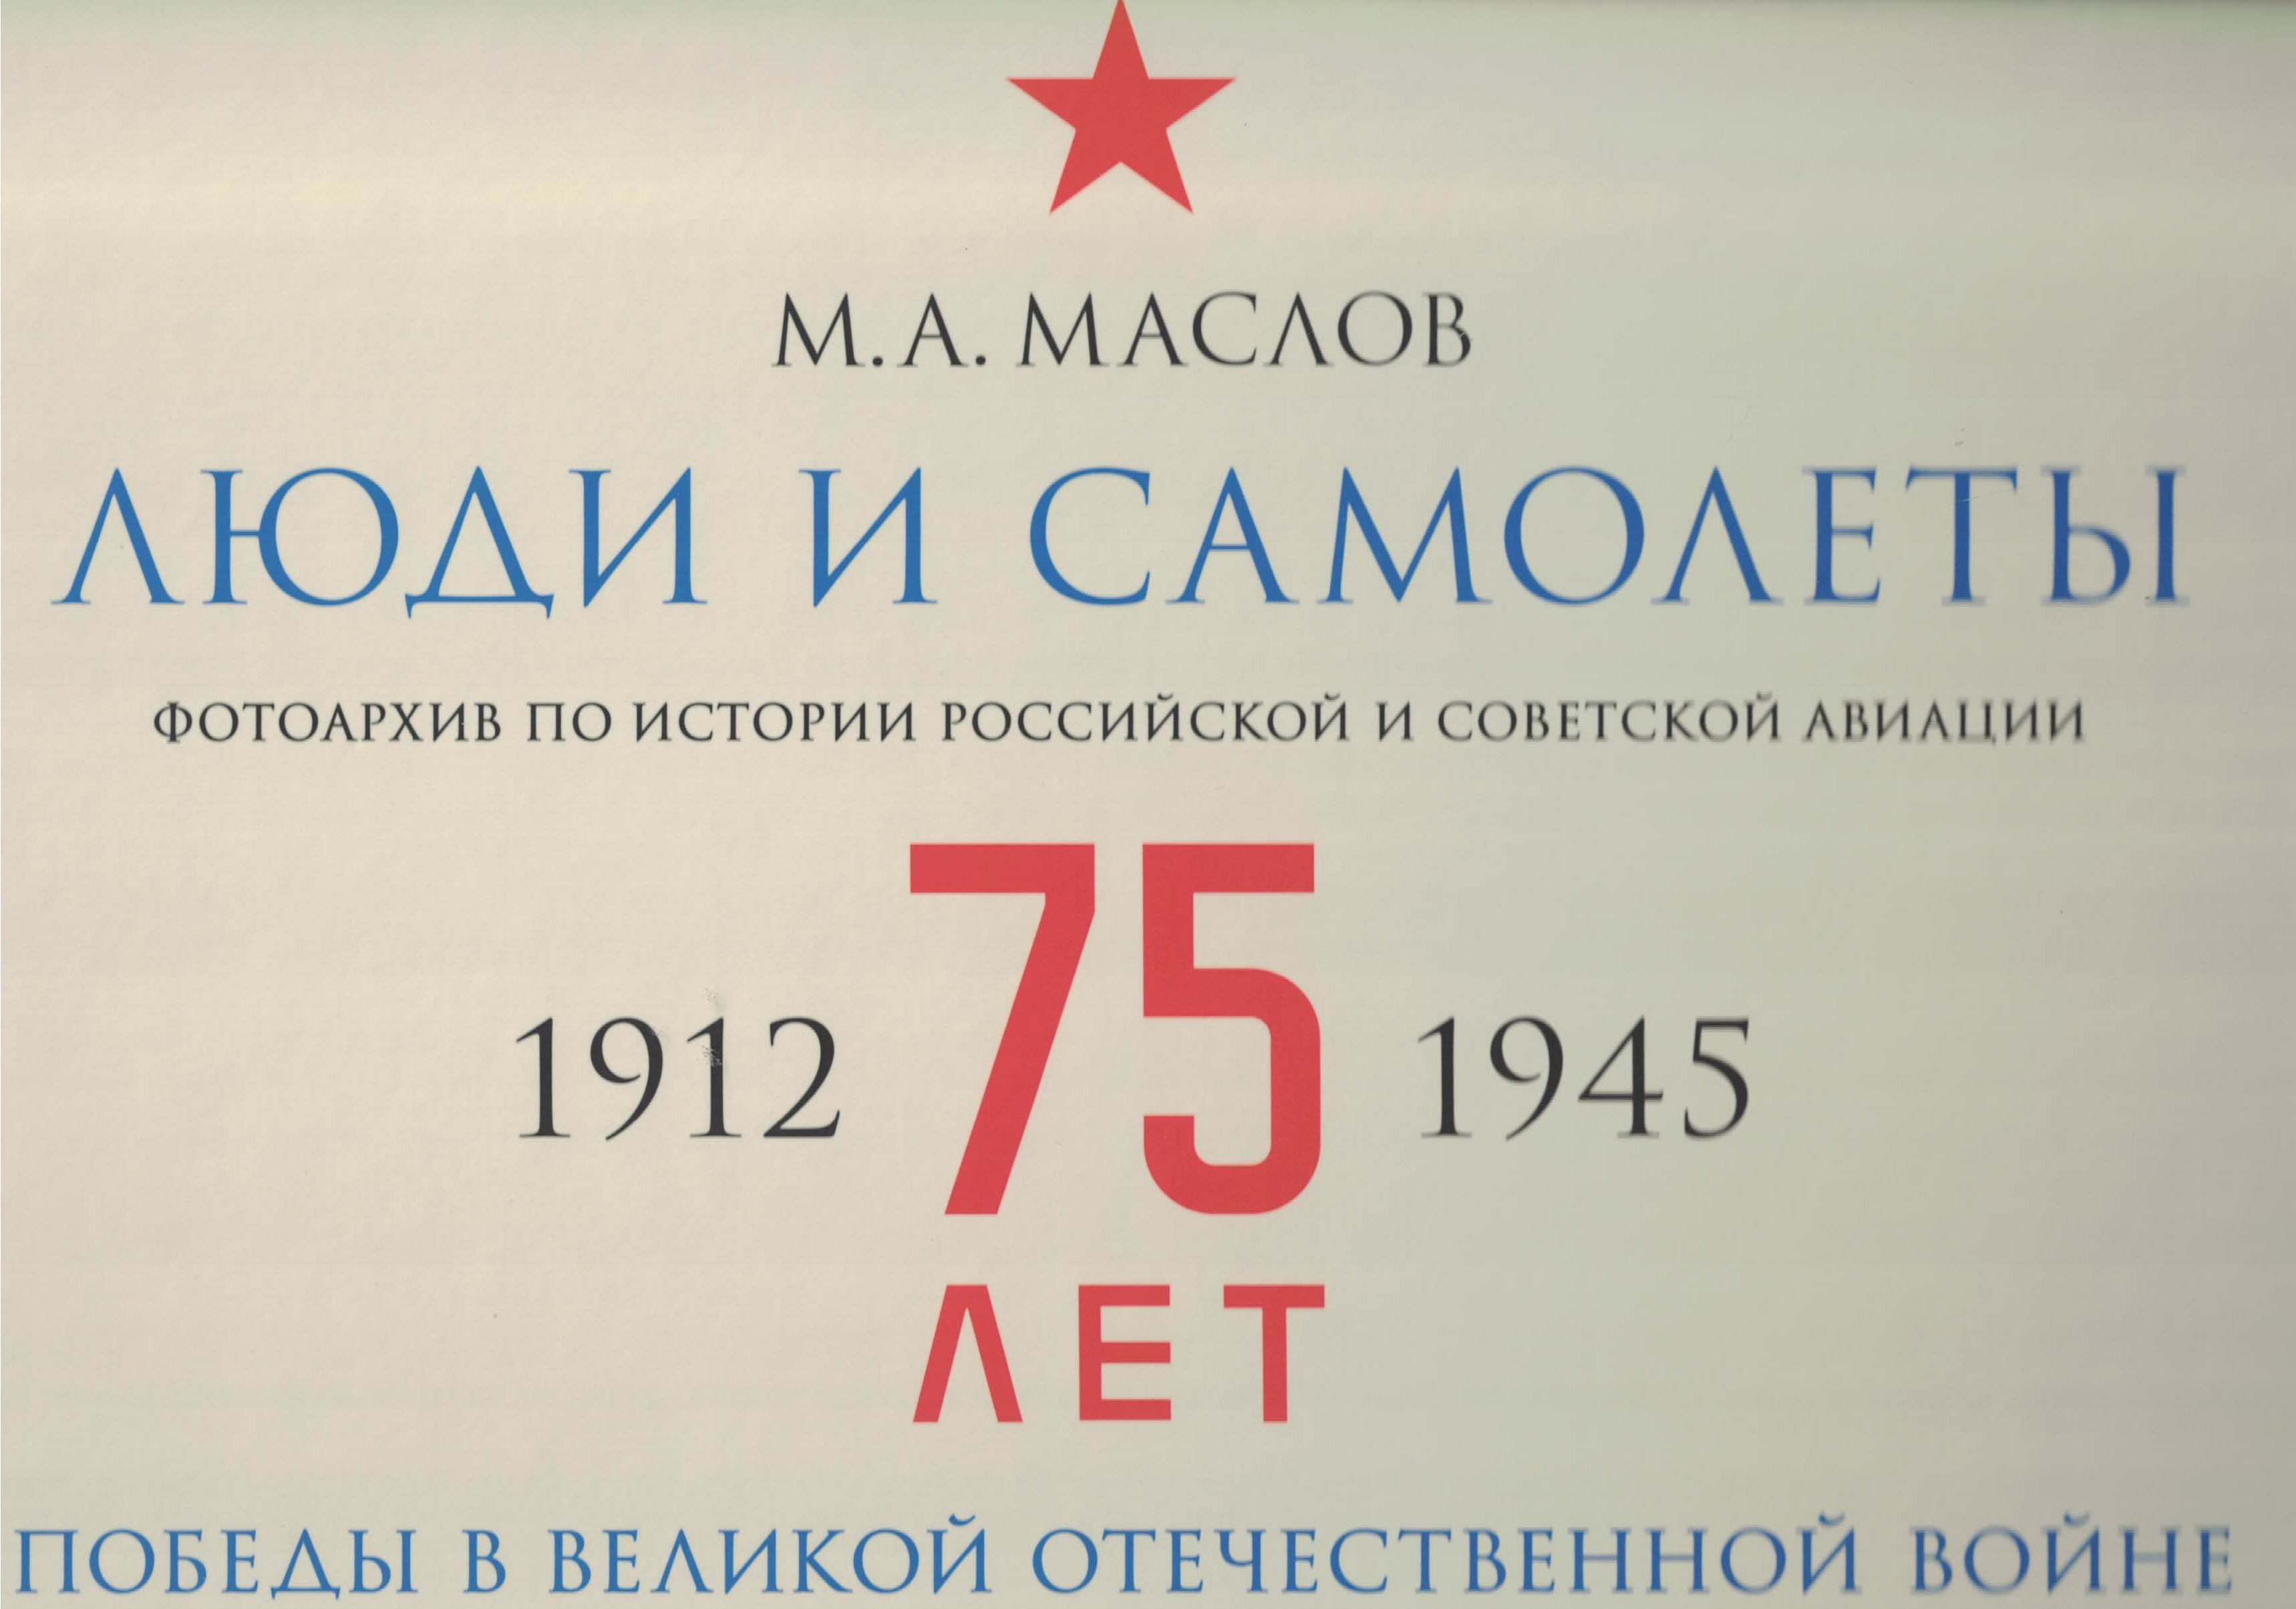 М.А. МАСЛОВ
ЛЮДИ И САМОЛЕТЫ
ФОТОАРХИВ ПО ИСТОРИИ РОССИЙСКОЙ И СОВЕТСКОЙ АВИАЦИИ
1912 75 1945
ЛЕТ
ПОБЕДЫ В ВЕЛИКОЙ ОТЕЧЕСТВЕННОЙ ВОЙНЕ